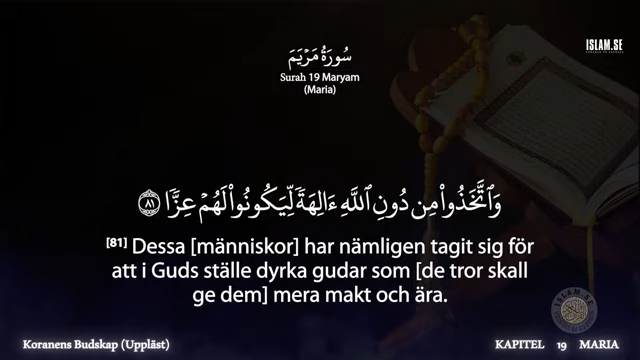 ISLAM.SE
سُورَةُ مَرْيَمَ
Surah 19 Maryam
(Maria)
وَٱتَّخَذُوا۟ مِن دُونِ ٱللَّهِ ءَالِهَةً لِّيَكُونُوا۟ لَهُمْ عِزًّا ٨١
[81] Dessa [människor] har nämligen tagit sig för
att i Guds ställe dyrka gudar som [de tror skall
ge dem] mera makt och ära.
ISLAM.SE
Koranens Budskap (Uppläst)
KAPITEL 19 MARIA